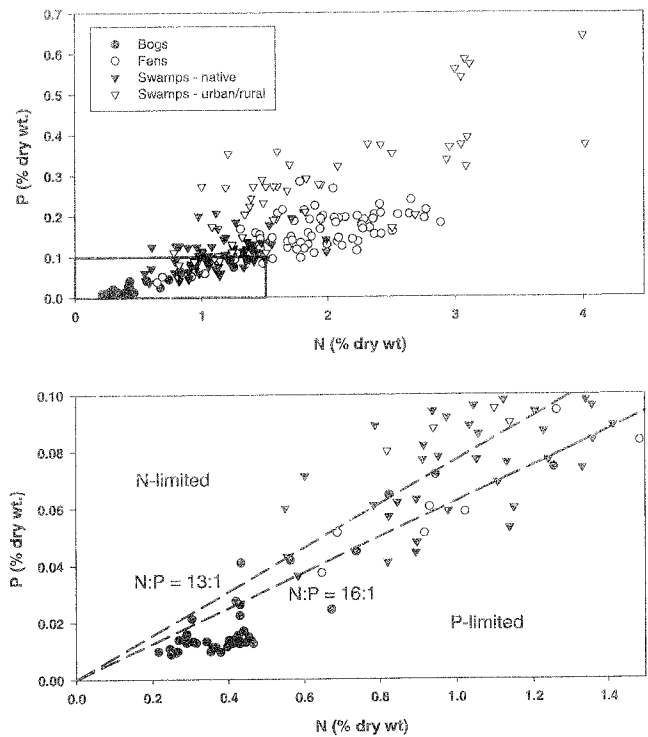 0.7
0.6
0.5
0.4
0.3
0.2
0.1
0.0
P (% dry wt.)
Bogs
Fens
Swamps - native
Swamps - urban/rural
0
1
2
3
4
N (% dry wt)
0.10
0.08
0.06
0.04
0.02
0.00
P (% dry wt.)
N-limited
N:P = 13:1
N:P = 16:1
P-limited
0.0
0.2
0.4
0.6
0.8
1.0
1.2
1.4
N (% dry wt)